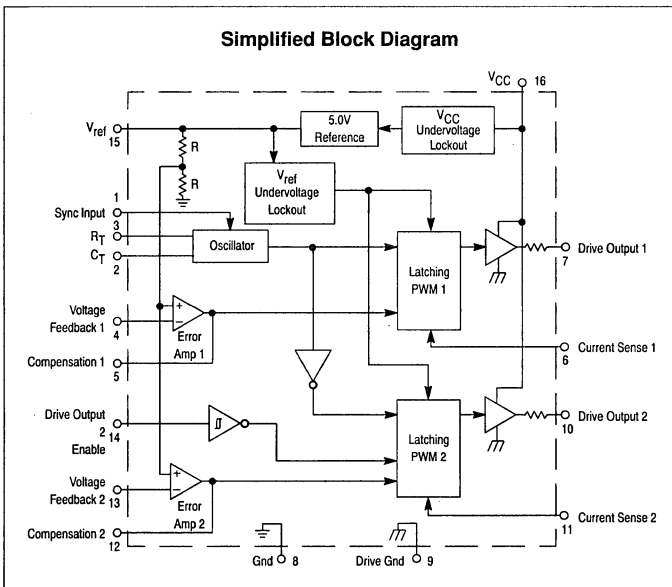 Simplified Block Diagram
VCC 16
Vref
15
R
R
5.0V
Reference
VCC
Undervoltage
Lockout
Vref
Undervoltage
Lockout
1
Sync Input
3
RT
CT
2
Oscillator
Latching
PWM 1
7
Drive Output 1
Voltage
Feedback 1
4
+
−
Error
Amp 1
Compensation 1
5
Current Sense 1
6
Drive Output
2
14
Enable
Latching
PWM 2
Drive Output 2
10
Voltage
Feedback 2
13
+
−
Error
Amp 2
Compensation 2
12
Current Sense 2
11
Gnd 8
Drive Gnd 9